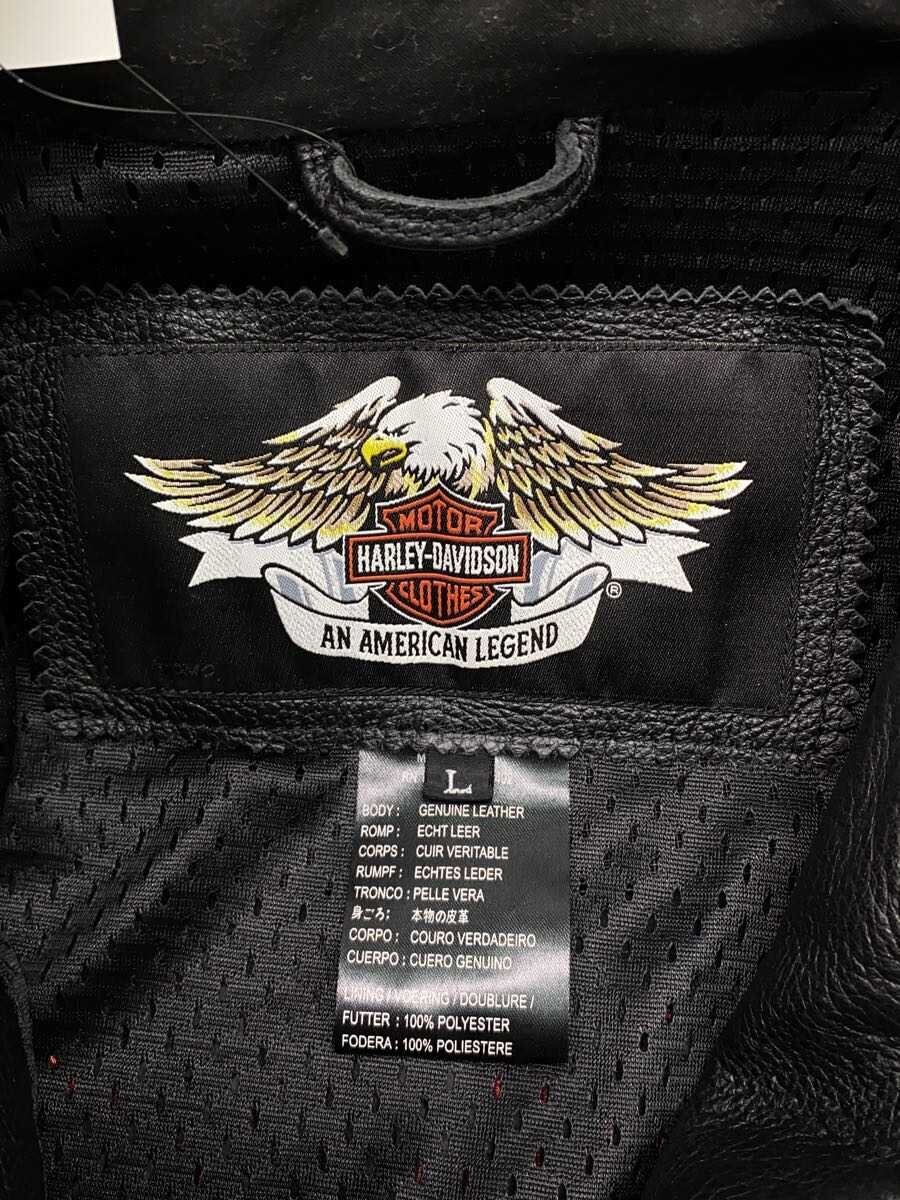 MOTOR
HARLEY-DAVIDSON
CLOTHES
®
AN AMERICAN LEGEND
L
BODY : GENUINE LEATHER
ROMP : ECHT LEER
CORPS : CUIR VERITABLE
RUMPF : ECHTES LEDER
TRONCO : PELLE VERA
身ごろ: 本物の皮革
CORPO : COURO VERDADEIRO
CUERPO : CUERO GENUINO
LINING / VOERING / DOUBLURE /
FUTTER : 100% POLYESTER
FODERA : 100% POLIESTERE